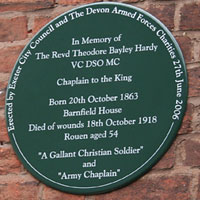 Erected by Exeter City Council and The Devon Armed Forces Charities 27th June 2006
In Memory of
The Revd Theodore Bayley Hardy
VC DSO MC
Chaplain to the King
Born 20th October 1863
Barnfield House
Died of wounds 18th October 1918
Rouen aged 54
"A Gallant Christian Soldier"
and
"Army Chaplain"